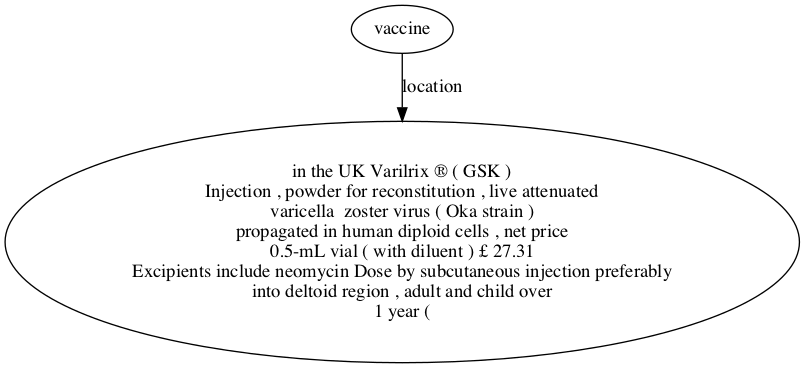 vaccine
location
in the UK Varilrix ® ( GSK )
Injection , powder for reconstitution , live attenuated
varicella  zoster virus ( Oka strain )
propagated in human diploid cells , net price
0.5-mL vial ( with diluent ) £ 27.31
Excipients include neomycin Dose by subcutaneous injection preferably
into deltoid region , adult and child over
1 year (